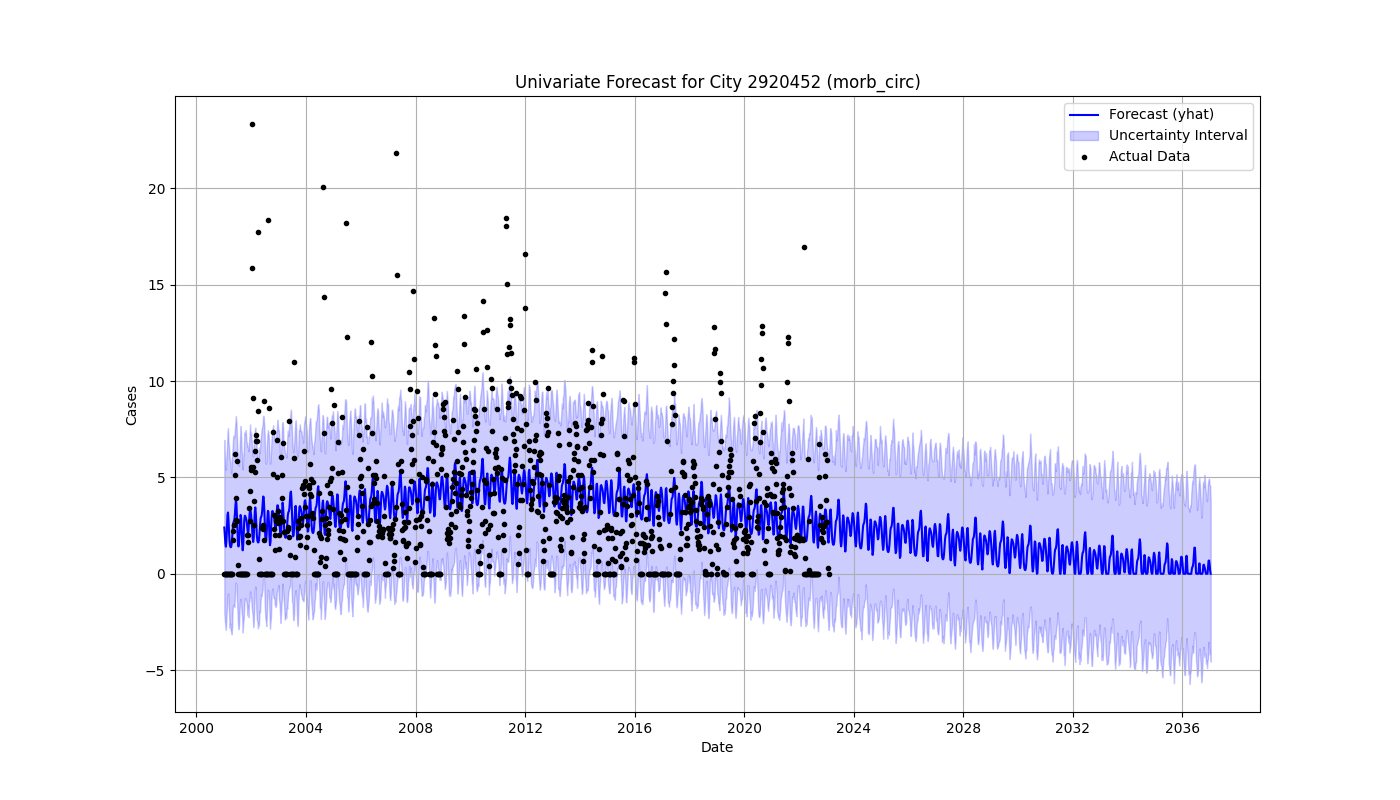 Univariate Forecast for City 2920452 (morb_circ)
Forecast (yhat)
Uncertainty Interval
Actual Data
Cases
20
15
10
5
0
−5
2000 2004 2008 2012 2016 2020 2024 2028 2032 2036
Date